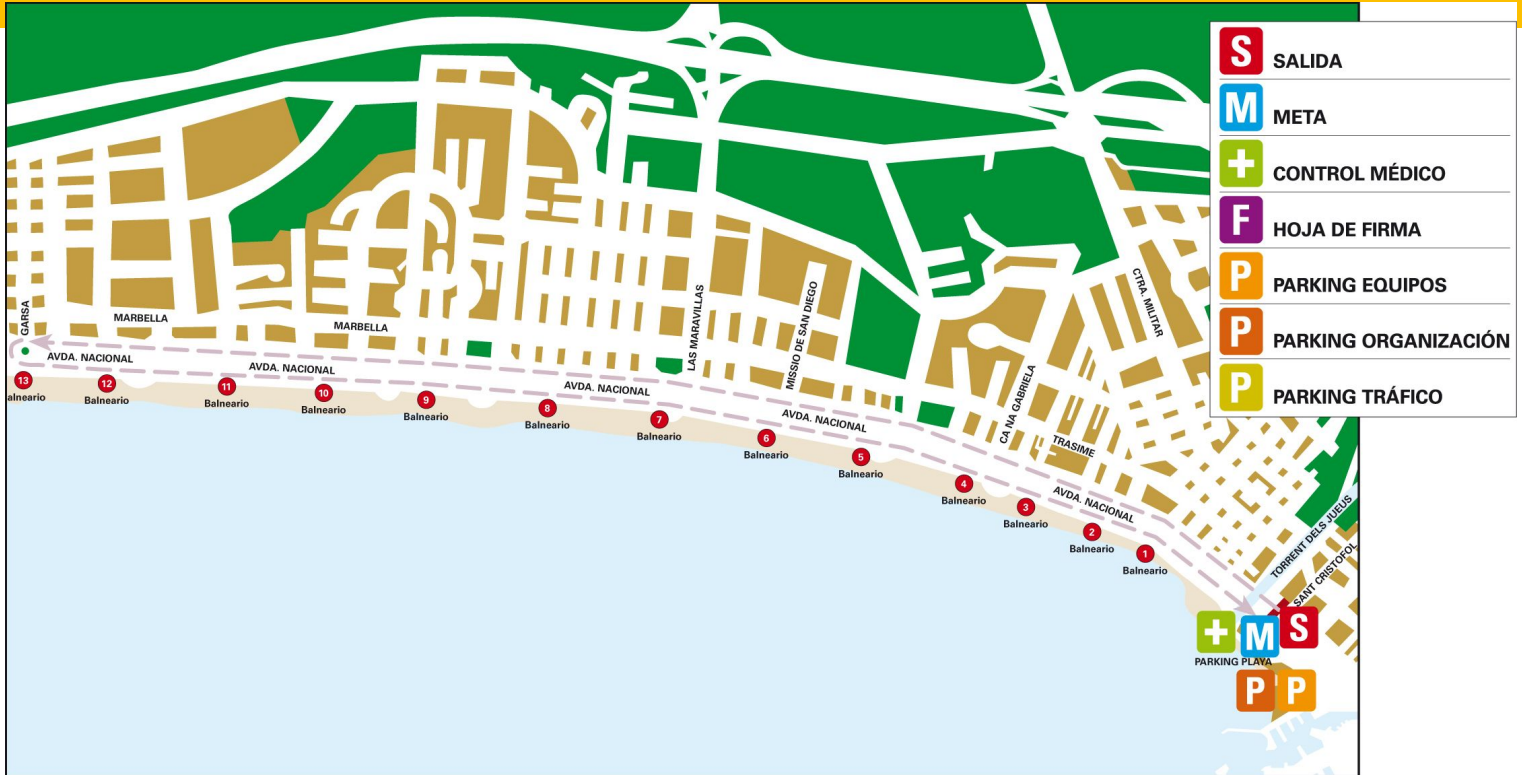 S SALIDA
M META
+ CONTROL MÉDICO
F HOJA DE FIRMA
P PARKING EQUIPOS
P PARKING ORGANIZACIÓN
P PARKING TRÁFICO
GARSA
MARBELLA
MARBELLA
LAS MARAVILLAS
MISSIO DE SAN DIEGO
CA NA GABRIELA
CTRA. MILITAR
TRASIME
TORRENT DELS JUEUS
SANT CRISTOFOL
AVDA. NACIONAL
AVDA. NACIONAL
AVDA. NACIONAL
AVDA. NACIONAL
AVDA. NACIONAL
13
alneario
12
Balneario
11
Balneario
10
Balneario
9
Balneario
8
Balneario
7
Balneario
6
Balneario
5
Balneario
4
Balneario
3
Balneario
2
Balneario
1
Balneario
+ M S
PARKING PLAYA
P P